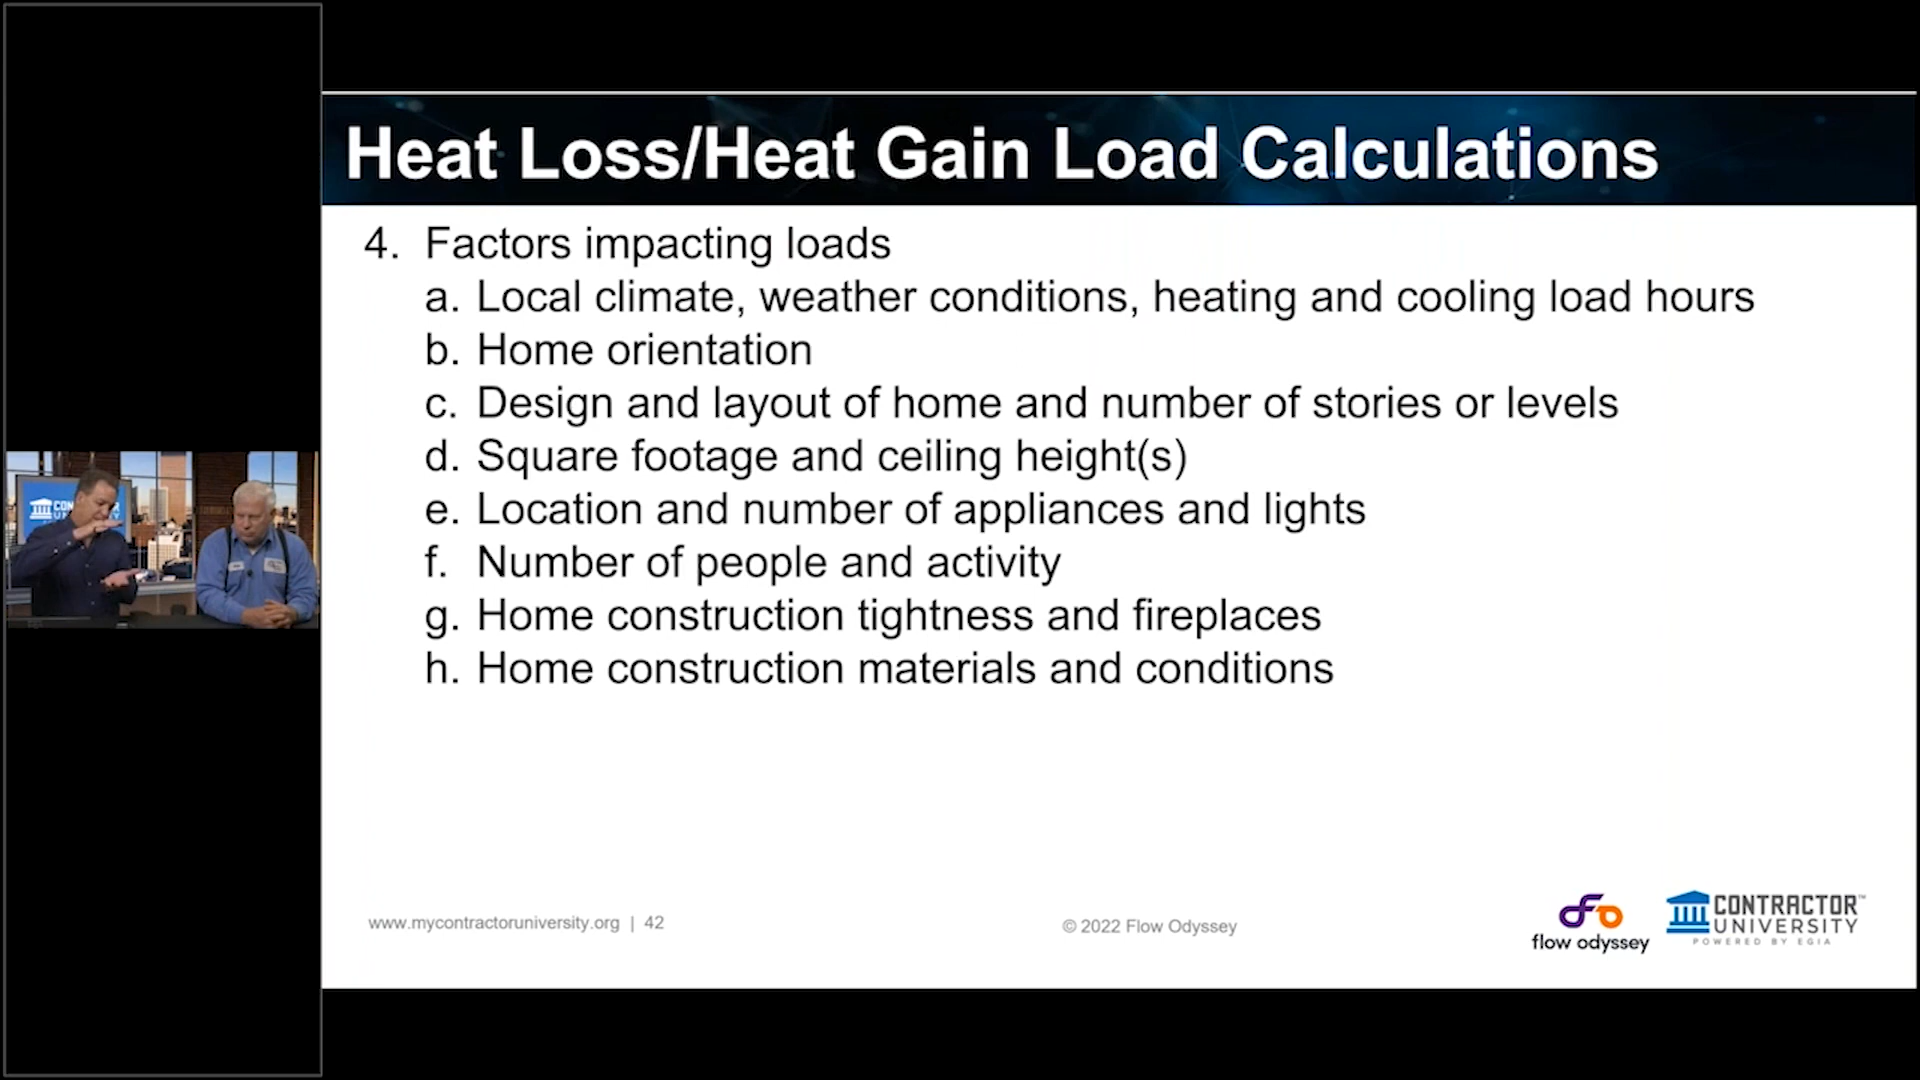 Heat Loss/Heat Gain Load Calculations
4. Factors impacting loads
a. Local climate, weather conditions, heating and cooling load hours
b. Home orientation
c. Design and layout of home and number of stories or levels
d. Square footage and ceiling height(s)
e. Location and number of appliances and lights
f. Number of people and activity
g. Home construction tightness and fireplaces
h. Home construction materials and conditions
www.mycontractoruniversity.org | 42
© 2022 Flow Odyssey
flow odyssey
CONTRACTOR™
UNIVERSITY
POWERED BY EGIA